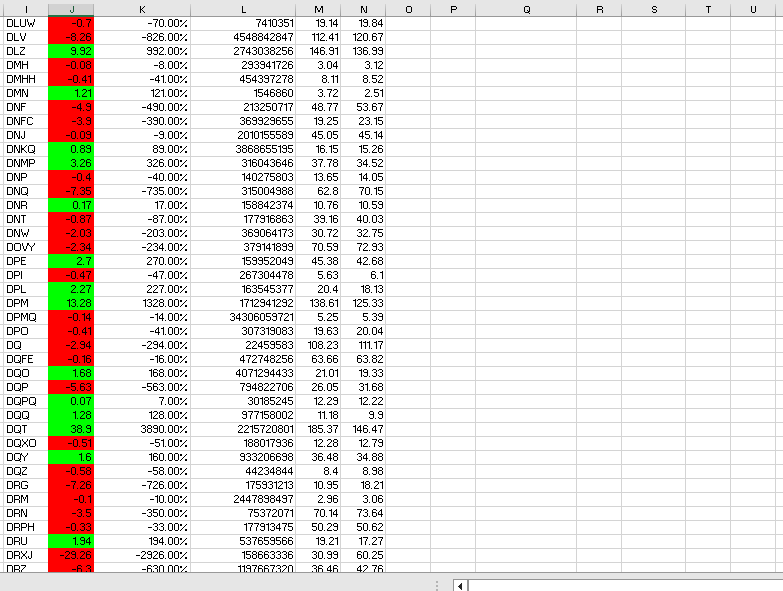 I J K L M N O P Q R S T U
DLUW -0.7 -70.00% 7410351 19.14 19.84
DLV -8.26 -826.00% 4548842847 112.41 120.67
DLZ 9.92 992.00% 2743038256 146.91 136.99
DMH -0.08 -8.00% 293941726 3.04 3.12
DMHH -0.41 -41.00% 454397278 8.11 8.52
DMN 1.21 121.00% 1546860 3.72 2.51
DNF -4.9 -490.00% 213250717 48.77 53.67
DNFC -3.9 -390.00% 369929655 19.25 23.15
DNJ -0.09 -9.00% 2010155589 45.05 45.14
DNKQ 0.89 89.00% 3868655195 16.15 15.26
DNMP 3.26 326.00% 316043646 37.78 34.52
DNP -0.4 -40.00% 140275803 13.65 14.05
DNQ -7.35 -735.00% 315004988 62.8 70.15
DNR 0.17 17.00% 158842374 10.76 10.59
DNT -0.87 -87.00% 177916863 39.16 40.03
DNW -2.03 -203.00% 369064173 30.72 32.75
DOVY -2.34 -234.00% 379141899 70.59 72.93
DPE 2.7 270.00% 159952049 45.38 42.68
DPI -0.47 -47.00% 267304478 5.63 6.1
DPL 2.27 227.00% 163545377 20.4 18.13
DPM 13.28 1328.00% 1712941292 138.61 125.33
DPMQ -0.14 -14.00% 34306059721 5.25 5.39
DPO -0.41 -41.00% 307319083 19.63 20.04
DQ -2.94 -294.00% 22459583 108.23 111.17
DQFE -0.16 -16.00% 472748256 63.66 63.82
DQO 1.68 168.00% 4071294433 21.01 19.33
DQP -5.63 -563.00% 794822706 26.05 31.68
DQPQ 0.07 7.00% 30185245 12.29 12.22
DQQ 1.28 128.00% 977158002 11.18 9.9
DQT 38.9 3890.00% 2215720801 185.37 146.47
DQXO -0.51 -51.00% 188017936 12.28 12.79
DQY 1.6 160.00% 933206698 36.48 34.88
DQZ -0.58 -58.00% 44234844 8.4 8.98
DRG -7.26 -726.00% 175931213 10.95 18.21
DRM -0.1 -10.00% 2447898497 2.96 3.06
DRN -3.5 -350.00% 75372071 70.14 73.64
DRPH -0.33 -33.00% 177913475 50.29 50.62
DRU 1.94 194.00% 537659566 19.21 17.27
DRXJ -29.26 -2926.00% 158663336 30.99 60.25
DRZ -6.3 -630.00% 1197667320 36.46 42.76